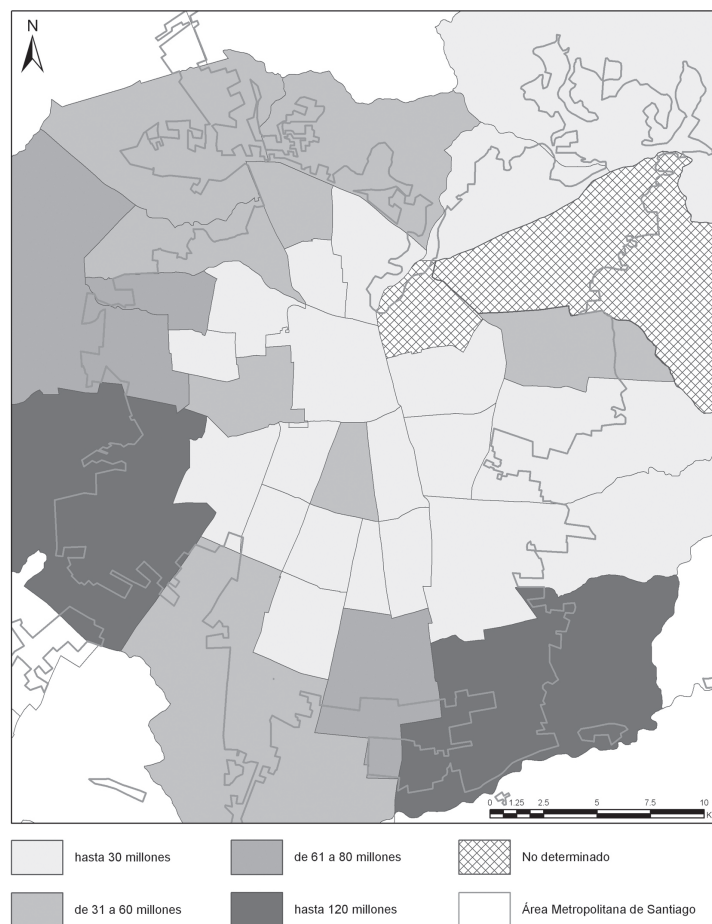 N
0 1.25 2.5 5 7.5 10
K
hasta 30 millones
de 61 a 80 millones
No determinado
de 31 a 60 millones
hasta 120 millones
Área Metropolitana de Santiago